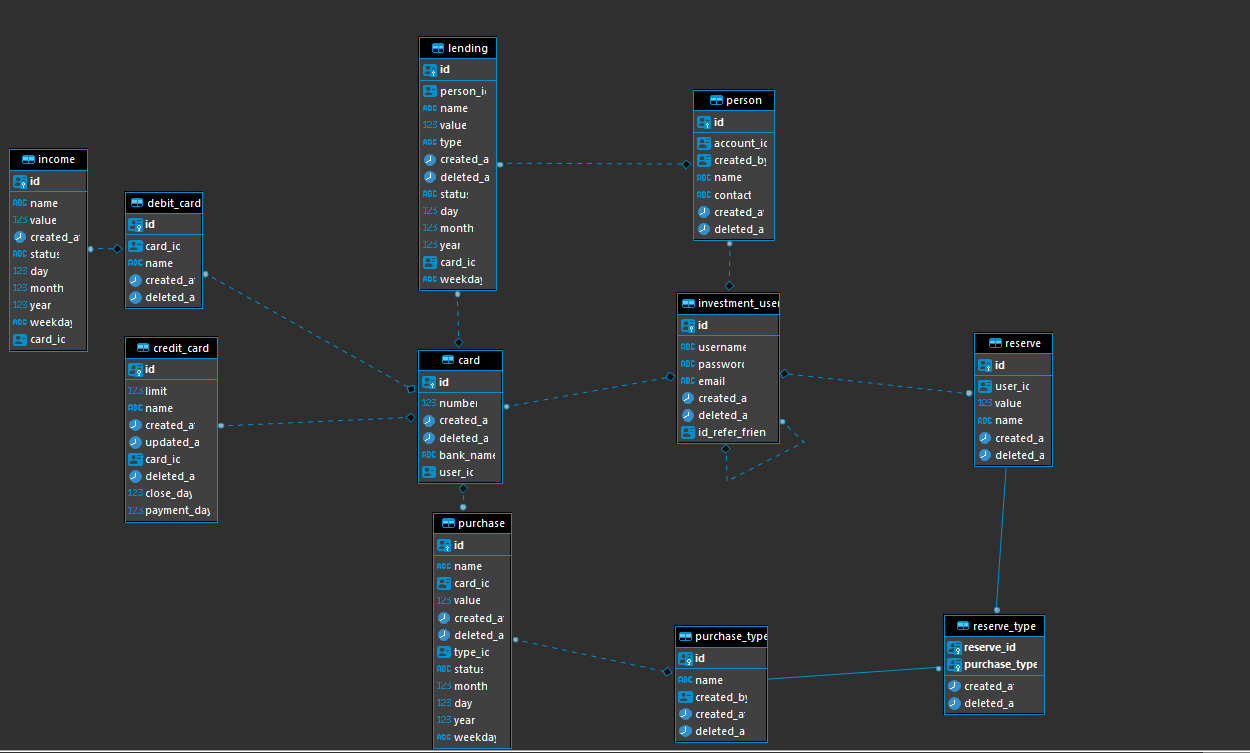 lending
id
person_i
name
value
type
created_a
deleted_a
status
day
month
year
card_ic
weekday
person
id
account_ic
created_by
name
contact
created_a
deleted_a
income
id
name
value
created_a
status
day
month
year
weekday
card_ic
debit_card
id
card_ic
name
created_a
deleted_a
credit_card
id
limit
name
created_a
updated_a
card_ic
deleted_a
close_day
payment_day
card
id
number
created_a
deleted_a
bank_name
user_ic
investment_user
id
username
password
email
created_a
deleted_a
id_refer_frien
reserve
id
user_ic
value
name
created_a
deleted_a
purchase
id
name
card_ic
value
created_a
deleted_a
type_ic
status
month
day
year
weekday
purchase_type
id
name
created_by
created_a
deleted_a
reserve_type
reserve_id
purchase_type
created_a
deleted_a